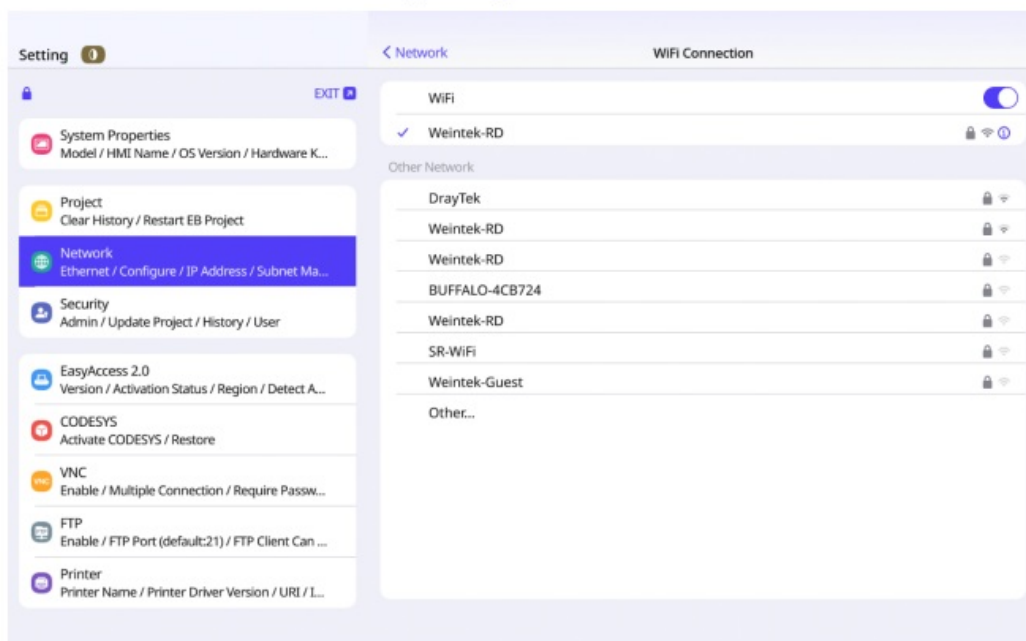 Setting
EXIT
System Properties
Model / HMI Name / OS Version / Hardware K...
Project
Clear History / Restart EB Project
Network
Ethernet / Configure / IP Address / Subnet Ma...
Security
Admin / Update Project / History / User
EasyAccess 2.0
Version / Activation Status / Region / Detect A...
CODESYS
Activate CODESYS / Restore
VNC
Enable / Multiple Connection / Require Passw...
FTP
Enable / FTP Port (default:21) / FTP Client Can ...
Printer
Printer Name / Printer Driver Version / URI / I...
Network
WiFi Connection
WiFi
Weintek-RD
Other Network
DrayTek
Weintek-RD
Weintek-RD
BUFFALO-4CB724
Weintek-RD
SR-WiFi
Weintek-Guest
Other...